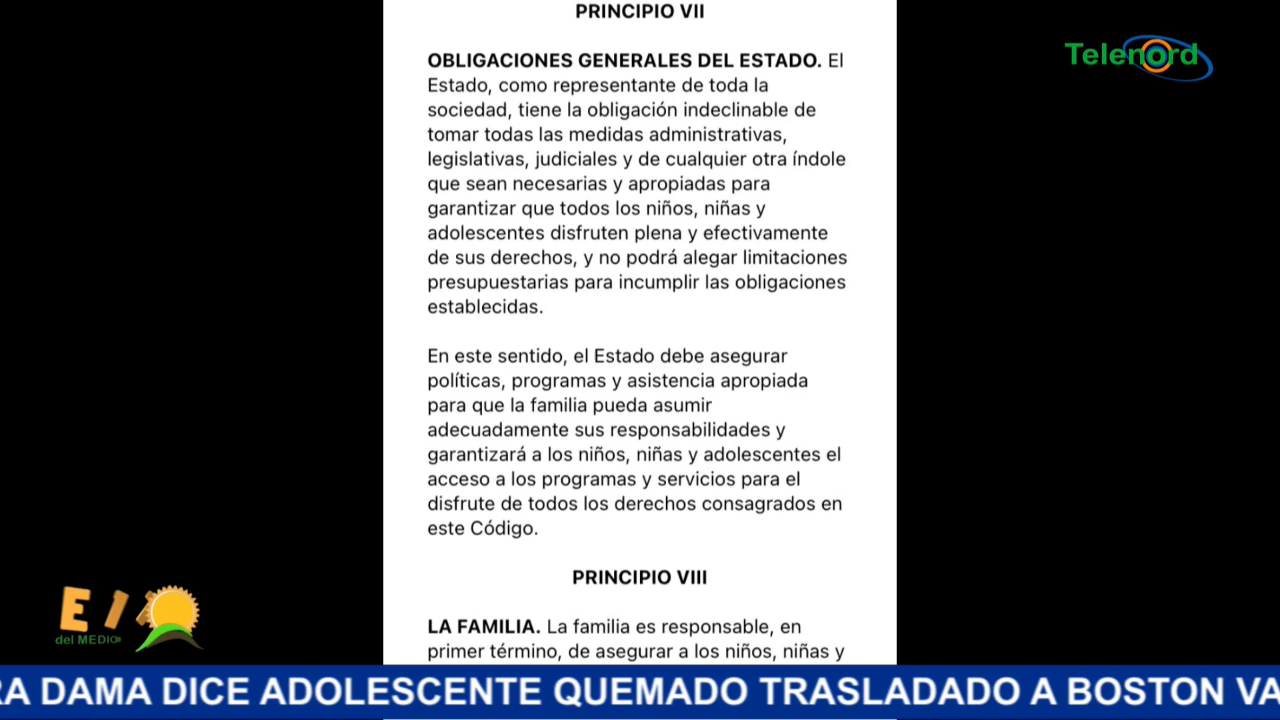 PRINCIPIO VII
Telenord
OBLIGACIONES GENERALES DEL ESTADO. El
Estado, como representante de toda la
sociedad, tiene la obligación indeclinable de
tomar todas las medidas administrativas,
legislativas, judiciales y de cualquier otra índole
que sean necesarias y apropiadas para
garantizar que todos los niños, niñas y
adolescentes disfruten plena y efectivamente
de sus derechos, y no podrá alegar limitaciones
presupuestarias para incumplir las obligaciones
establecidas.
En este sentido, el Estado debe asegurar
políticas, programas y asistencia apropiada
para que la familia pueda asumir
adecuadamente sus responsabilidades y
garantizará a los niños, niñas y adolescentes el
acceso a los programas y servicios para el
disfrute de todos los derechos consagrados en
este Código.
PRINCIPIO VIII
LA FAMILIA. La familia es responsable, en
primer término, de asegurar a los niños, niñas y
del MEDIO
RA DAMA DICE ADOLESCENTE QUEMADO TRASLADADO A BOSTON VA